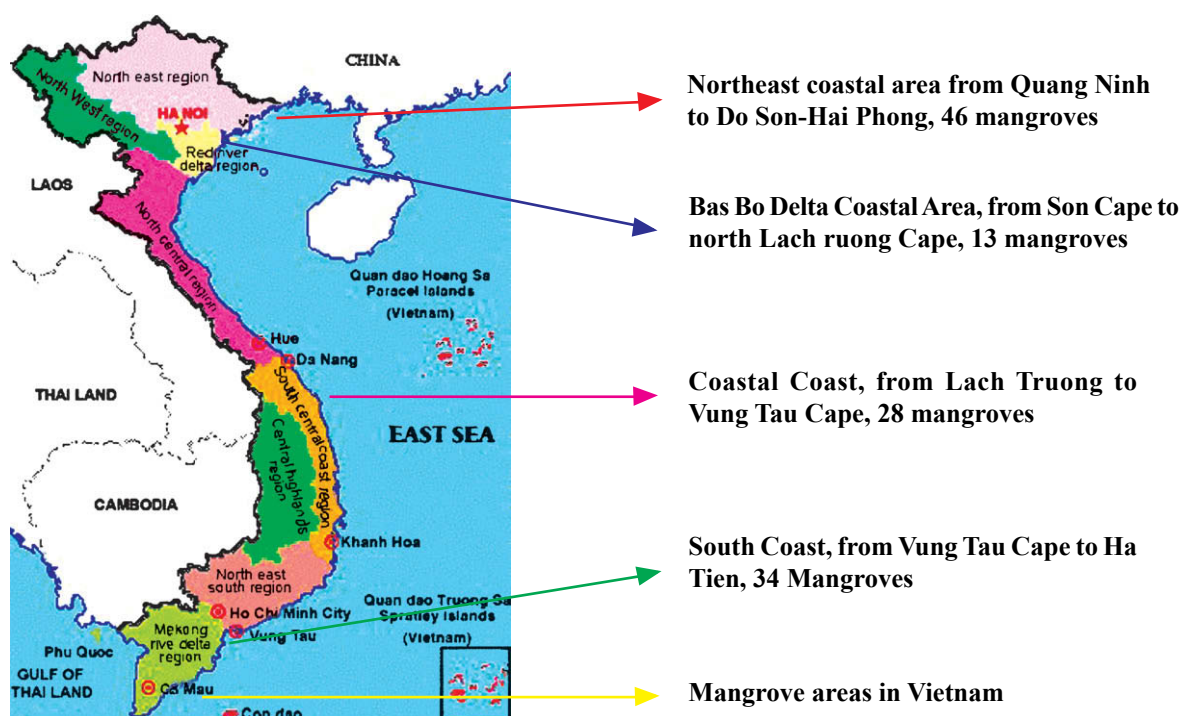 CHINA
North east region
North West region
HA NOI
Red river
delta region
LAOS
North central region
Quan dao Hoang Sa
Paracel Islands
(Vietnam)
Hue
Da Nang
THAI LAND
South central coast region
EAST SEA
Central highlands
region
CAMBODIA
Khanh Hoa
North east
south region
Quan dao Truong Sa
Spratley Islands
(Vietnam)
Ho Chi Minh City
Vung Tau
Mekong
rive delta
region
Phu Quoc
GULF OF
THAI LAND
Ca Mau
Con dao
Northeast coastal area from Quang Ninh
to Do Son-Hai Phong, 46 mangroves
Bas Bo Delta Coastal Area, from Son Cape to
north Lach ruong Cape, 13 mangroves
Coastal Coast, from Lach Truong to
Vung Tau Cape, 28 mangroves
South Coast, from Vung Tau Cape to Ha
Tien, 34 Mangroves
Mangrove areas in Vietnam